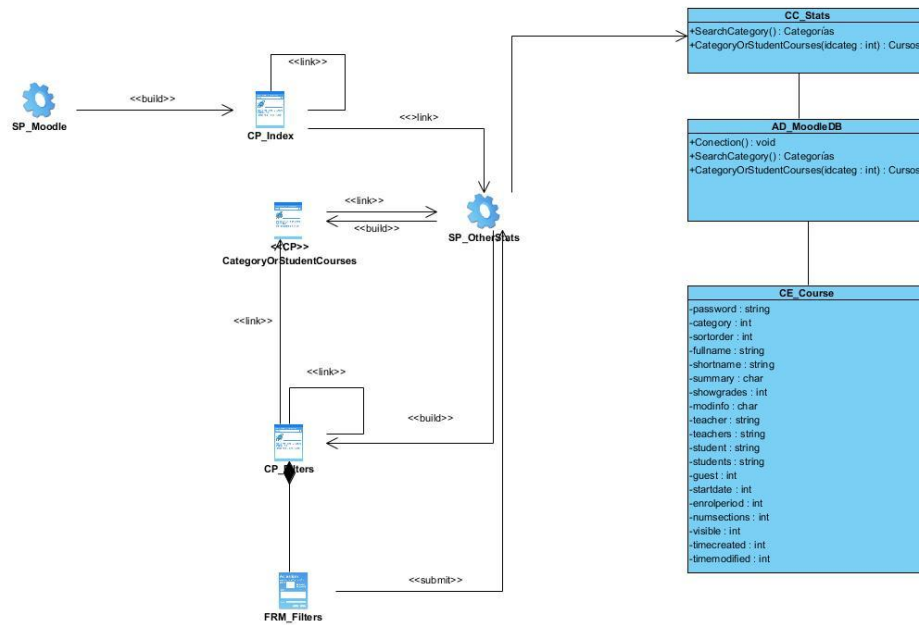 CC_Stats
+SearchCategory() : Categorías
+CategoryOrStudentCourses(idcateg : int) : Cursos
<<link>>
<<build>>
SP_Moodle
CP_Index
<<>link>
AD_MoodleDB
+Conection() : void
+SearchCategory() : Categorías
+CategoryOrStudentCourses(idcateg : int) : Cursos
<<link>>
<<build>>
SP_OtherStats
<<CP>>
CategoryOrStudentCourses
<<link>>
CE_Course
-password : string
-category : int
-sortorder : int
-fullname : string
-shortname : string
-summary : char
-showgrades : int
-modinfo : char
-teacher : string
-teachers : string
-student : string
-students : string
-guest : int
-startdate : int
-enrolperiod : int
-numsections : int
-visible : int
-timecreated : int
-timemodified : int
<<link>>
<<build>>
CP_Filters
<<submit>>
FRM_Filters